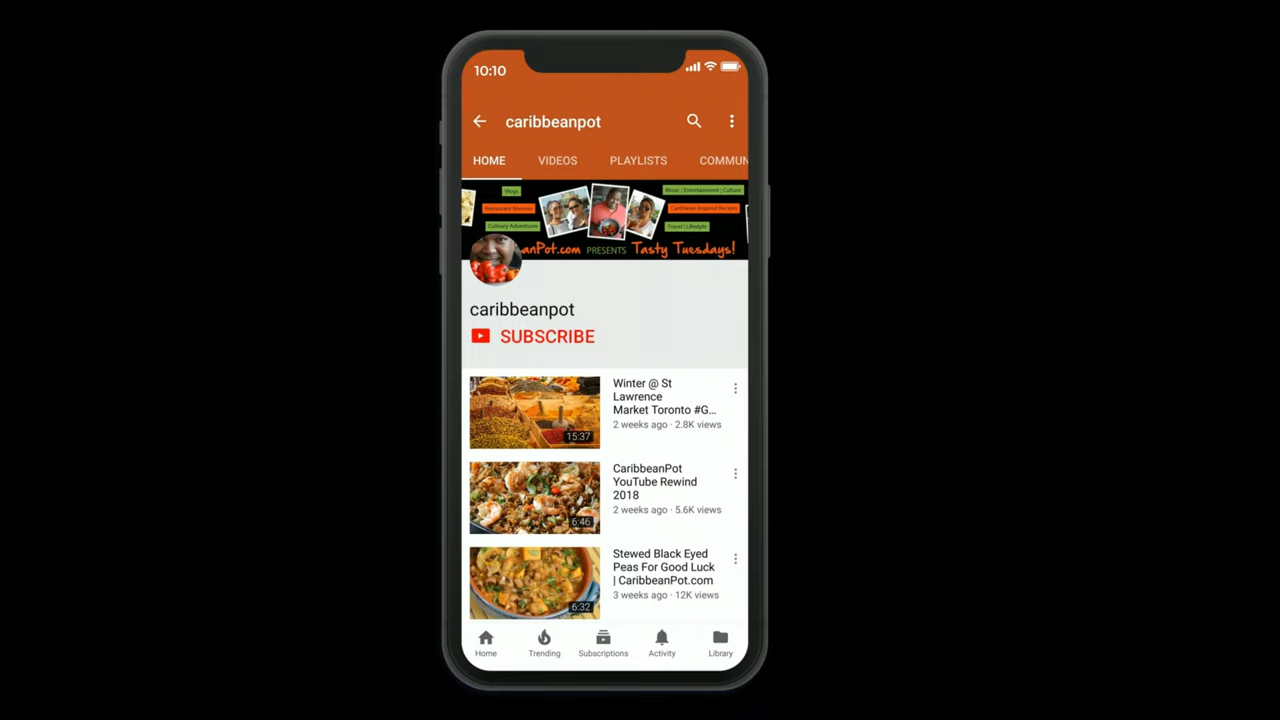 10:10
caribbeanpot
HOME VIDEOS PLAYLISTS COMMUN
Vlogs
Restaurant Reviews
Culinary Adventures
Music | Entertainment | Culture
Caribbean Inspired Recipes
Travel | Lifestyle
anPot.com PRESENTS Tasty Tuesdays!
caribbeanpot
SUBSCRIBE
Winter @ St
Lawrence
Market Toronto #G...
2 weeks ago · 2.8K views
15:37
CaribbeanPot
YouTube Rewind
2018
2 weeks ago · 5.6K views
6:46
Stewed Black Eyed
Peas For Good Luck
| CaribbeanPot.com
3 weeks ago · 12K views
6:32
Home Trending Subscriptions Activity Library